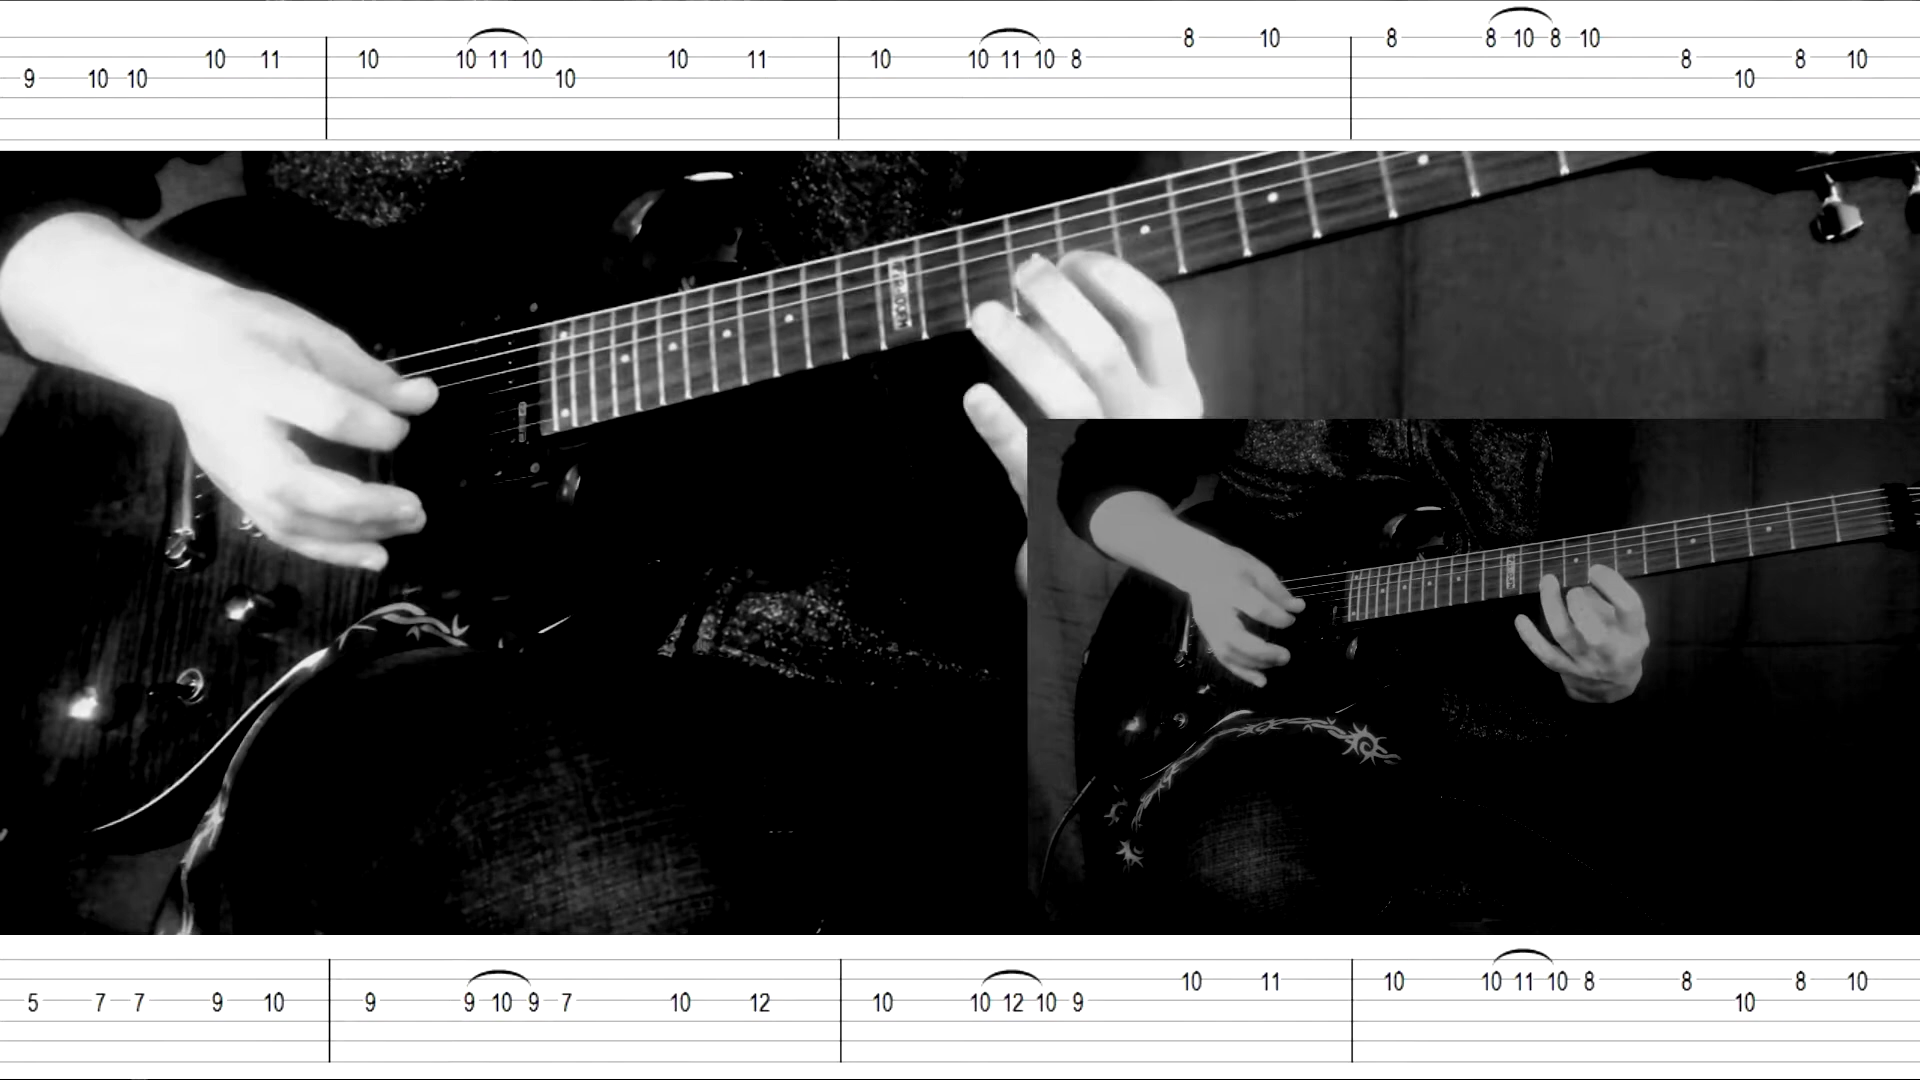 8 10 8 8 10 8 10
10 11 10 10 11 10 10 11 10 10 11 10 8 8 8 10
9 10 10 10 10
10 11 10 10 11 10 8 8 8 10
5 7 7 9 10 9 9 10 9 7 10 12 10 10 12 10 9 10